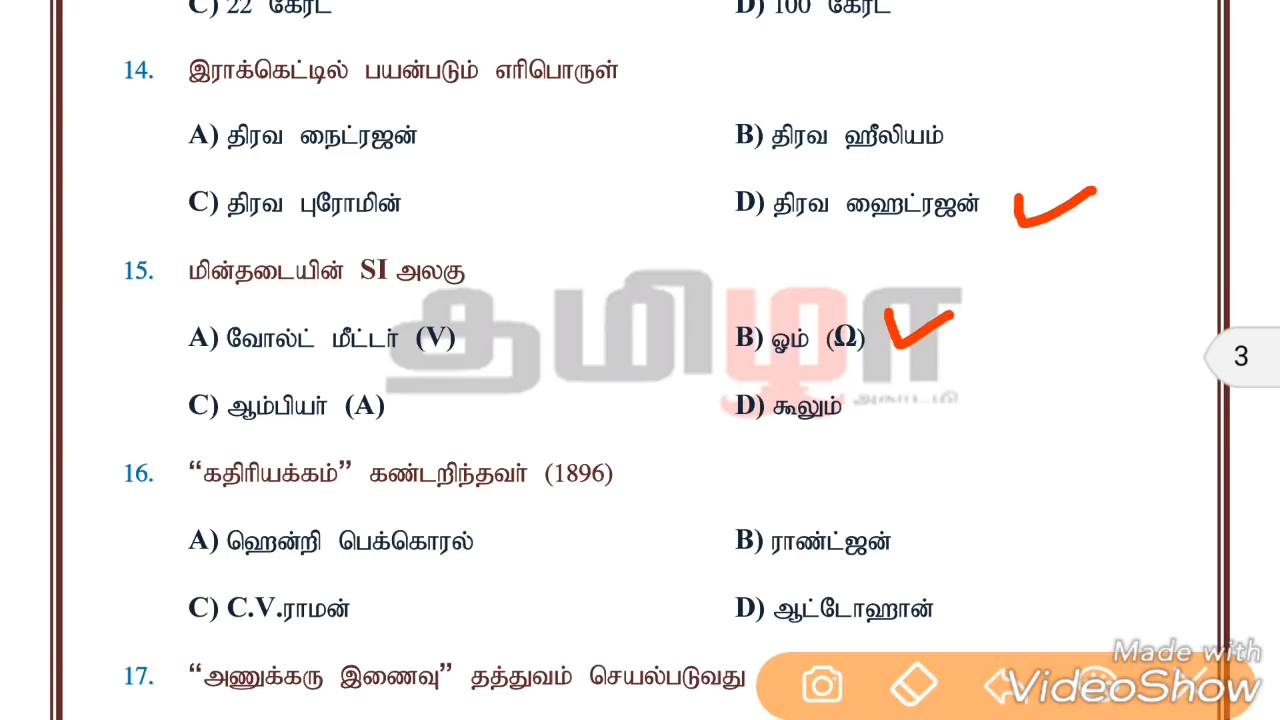 C) 22 கேரட் D) 100 கேரட்
14. இராக்கெட்டில் பயன்படும் எரிபொருள்
A) திரவ நைட்ரஜன் B) திரவ ஹீலியம்
C) திரவ புரோமின் D) திரவ ஹைட்ரஜன்
15. மின்தடையின் SI அலகு
A) வோல்ட் மீட்டர் (V) B) ஓம் (Ω)
தமிழா
3
C) ஆம்பியர் (A) D) கூலும்
16. “கதிரியக்கம்” கண்டறிந்தவர் (1896)
A) ஹென்றி பெக்கொரல் B) ராண்ட்ஜன்
C) C.V.ராமன் D) ஆட்டோஹான்
17. “அணுக்கரு இணைவு” தத்துவம் செயல்படுவது
Made with
VideoShow